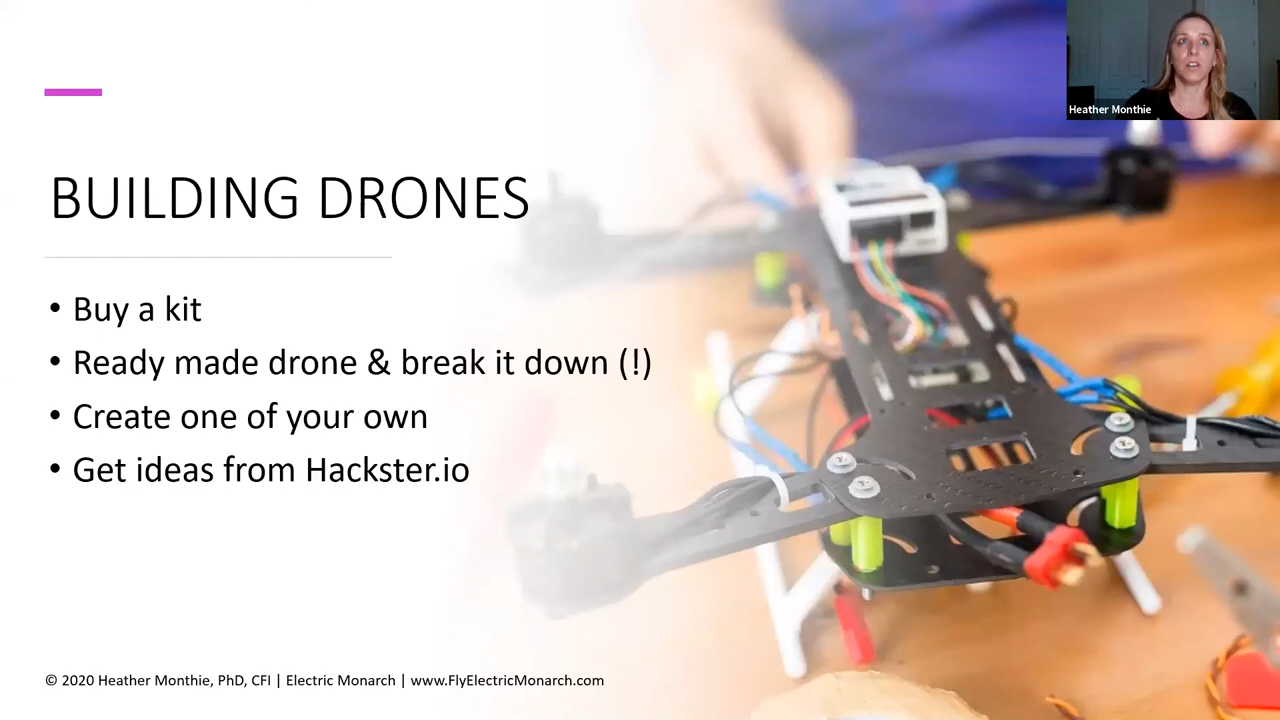 Heather Monthie
BUILDING DRONES
• Buy a kit
• Ready made drone & break it down (!)
• Create one of your own
• Get ideas from Hackster.io
© 2020 Heather Monthie, PhD, CFI | Electric Monarch | www.FlyElectricMonarch.com